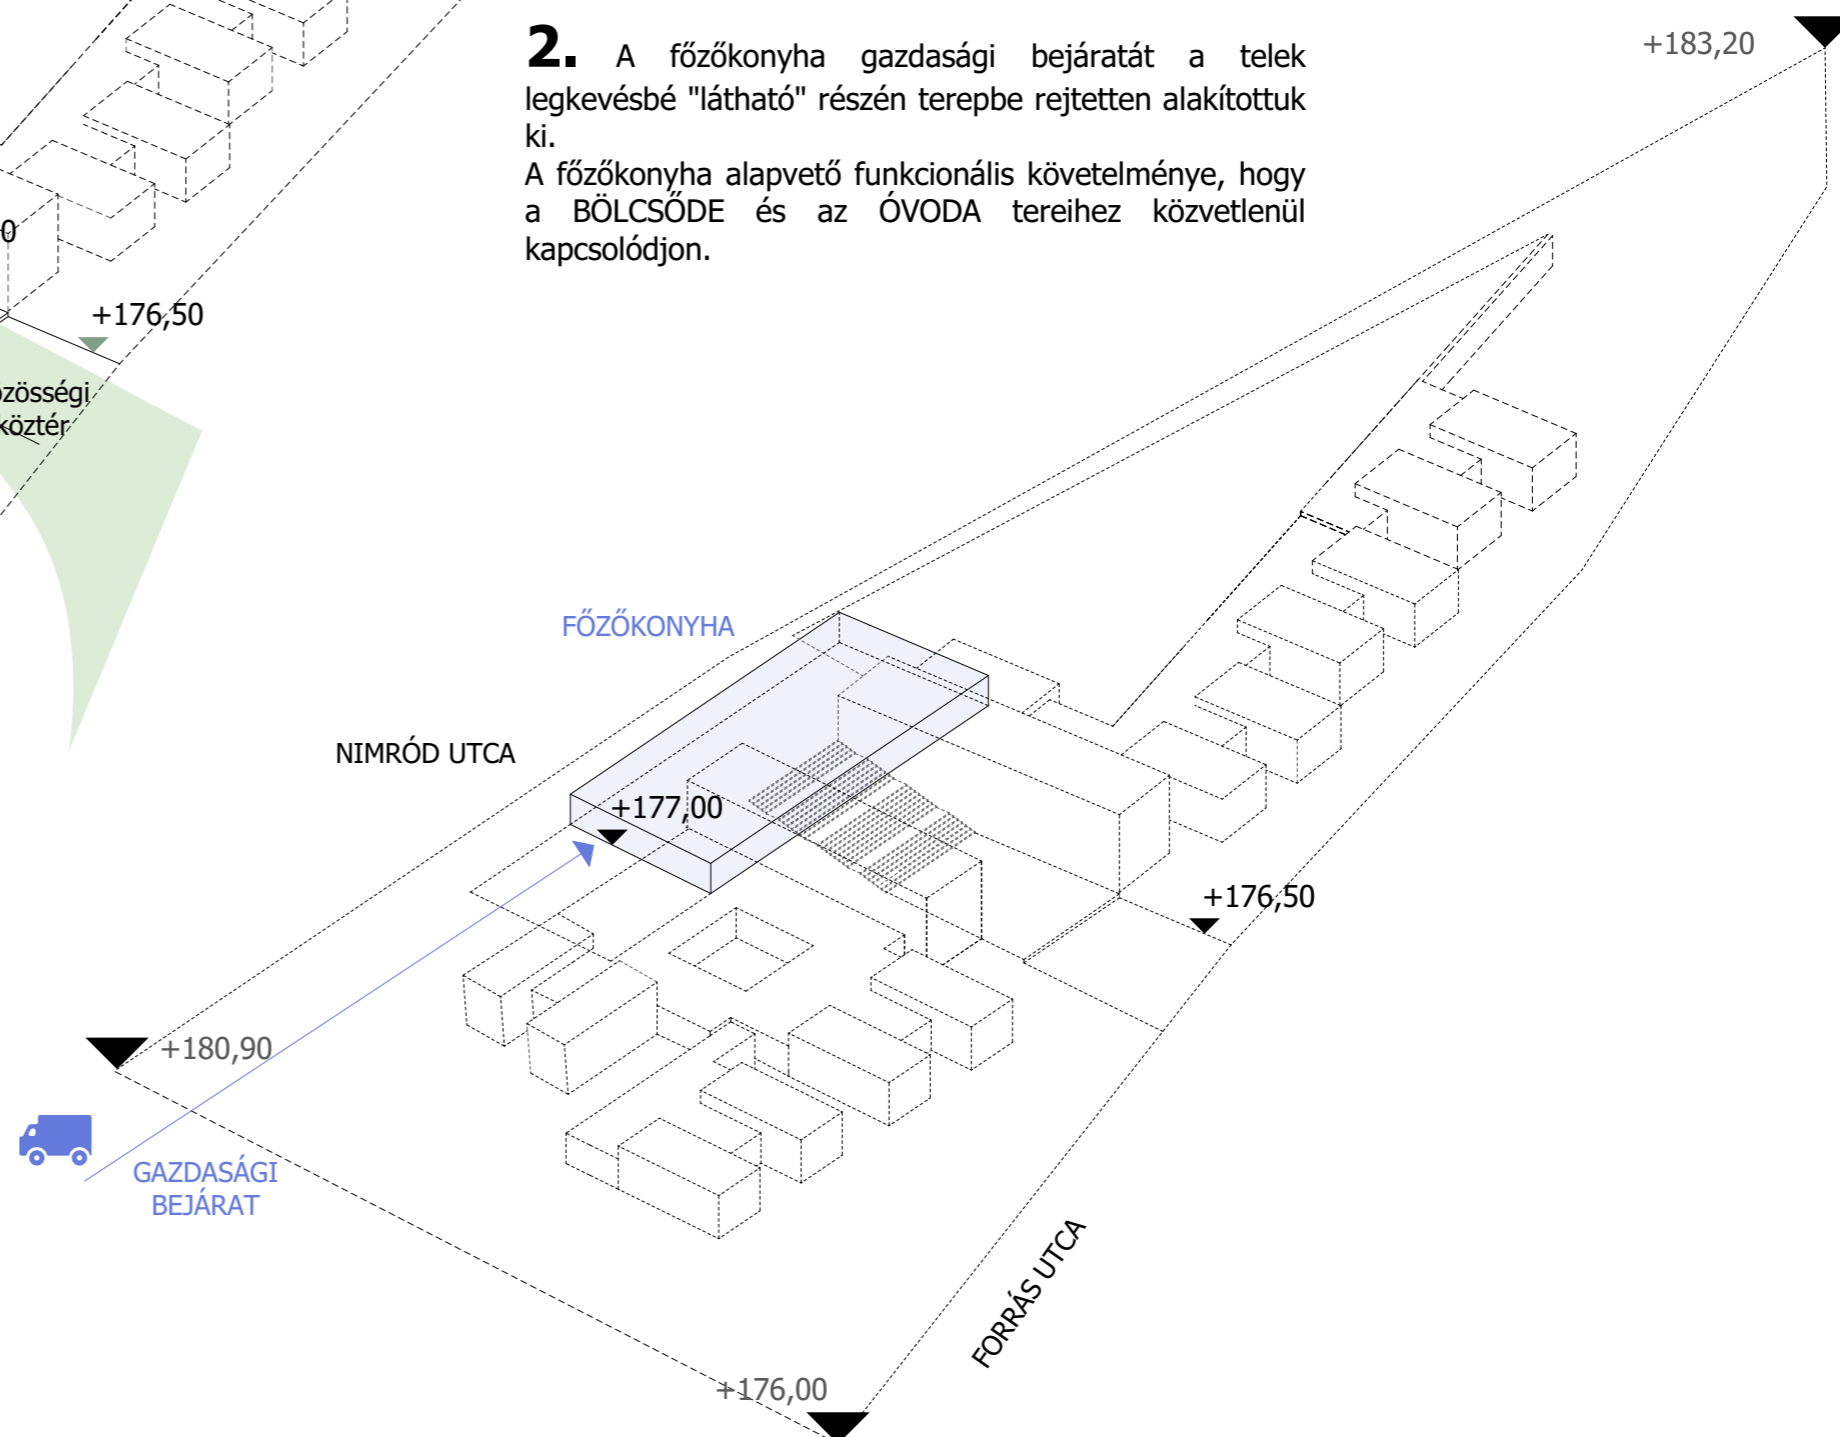 2. A főzőkonyha gazdasági bejáratát a telek
legkevésbé "látható" részén terepbe rejtetten alakítottuk
ki.
A főzőkonyha alapvető funkcionális követelménye, hogy
a BÖLCSŐDE és az ÓVODA tereihez közvetlenül
kapcsolódjon.
+183,20
0
+176,50
özösségi
köztér
FŐZŐKONYHA
NIMRÓD UTCA
+177,00
+176,50
+180,90
GAZDASÁGI
BEJÁRAT
FORRÁS UTCA
+176,00